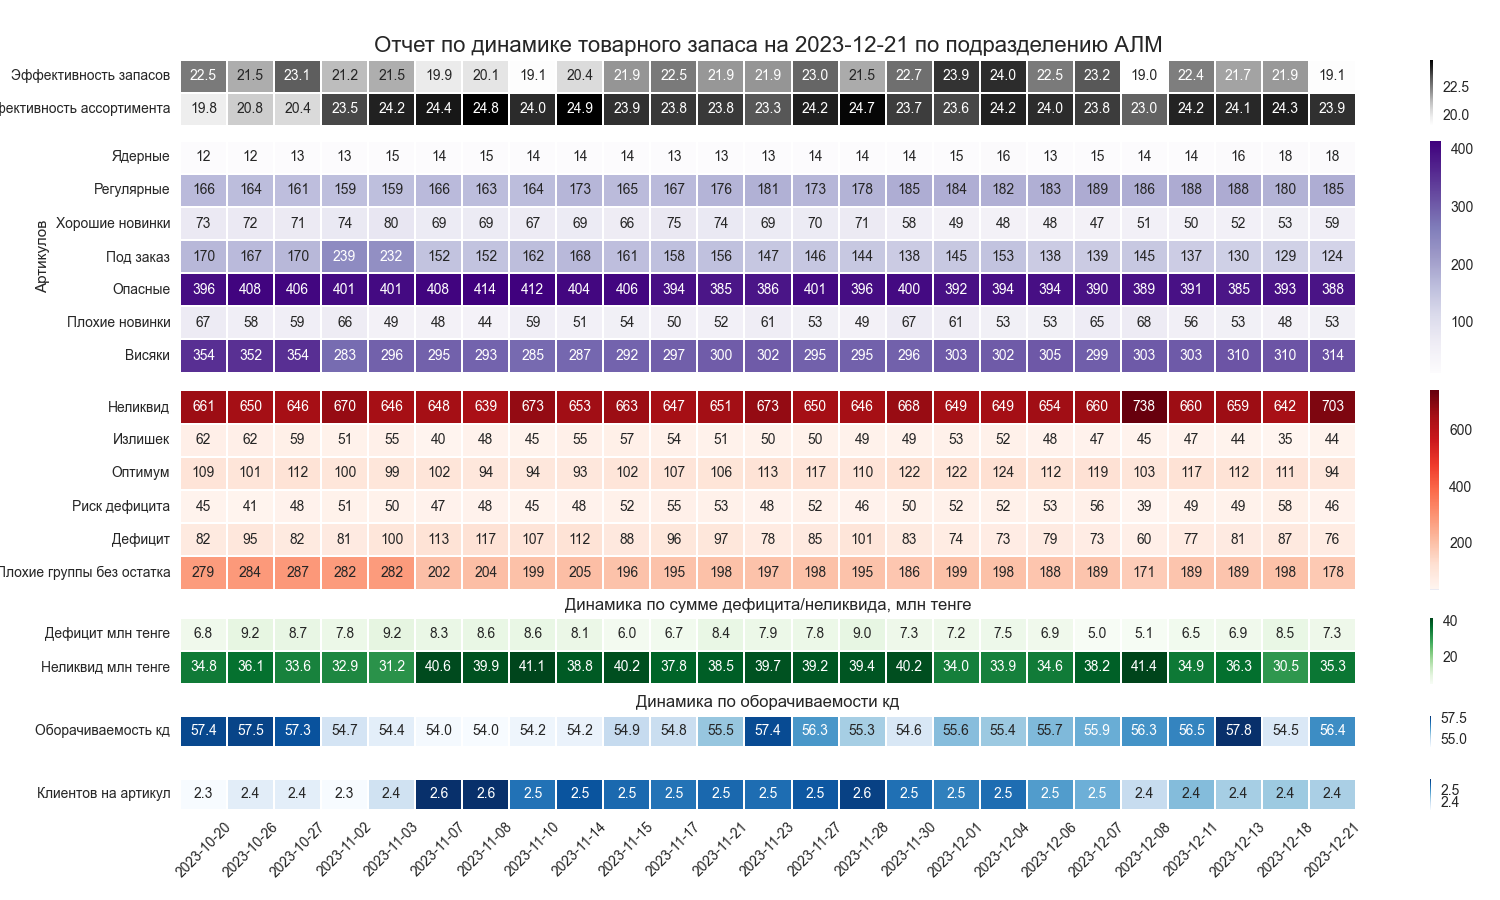 Отчет по динамике товарного запаса на 2023-12-21 по подразделению АЛМ
Эффективность запасов 22.5 21.5 23.1 21.2 21.5 19.9 20.1 19.1 20.4 21.9 22.5 21.9 21.9 23.0 21.5 22.7 23.9 24.0 22.5 23.2 19.0 22.4 21.7 21.9 19.1
фективность ассортимента 19.8 20.8 20.4 23.5 24.2 24.4 24.8 24.0 24.9 23.9 23.8 23.8 23.3 24.2 24.7 23.7 23.6 24.2 24.0 23.8 23.0 24.2 24.1 24.3 23.9
22.5
20.0
Артикулов
Ядерные 12 12 13 13 15 14 15 14 14 14 13 13 13 14 14 14 15 16 13 15 14 14 16 18 18
Регулярные 166 164 161 159 159 166 163 164 173 165 167 176 181 173 178 185 184 182 183 189 186 188 188 180 185
Хорошие новинки 73 72 71 74 80 69 69 67 69 66 75 74 69 70 71 58 49 48 48 47 51 50 52 53 59
Под заказ 170 167 170 239 232 152 152 162 168 161 158 156 147 146 144 138 145 153 138 139 145 137 130 129 124
Опасные 396 408 406 401 401 408 414 412 404 406 394 385 386 401 396 400 392 394 394 390 389 391 385 393 388
Плохие новинки 67 58 59 66 49 48 44 59 51 54 50 52 61 53 49 67 61 53 53 65 68 56 53 48 53
Висяки 354 352 354 283 296 295 293 285 287 292 297 300 302 295 295 296 303 302 305 299 303 303 310 310 314
400
300
200
100
Неликвид 661 650 646 670 646 648 639 673 653 663 647 651 673 650 646 668 649 649 654 660 738 660 659 642 703
Излишек 62 62 59 51 55 40 48 45 55 57 54 51 50 50 49 49 53 52 48 47 45 47 44 35 44
Оптимум 109 101 112 100 99 102 94 94 93 102 107 106 113 117 110 122 122 124 112 119 103 117 112 111 94
Риск дефицита 45 41 48 51 50 47 48 45 48 52 55 53 48 52 46 50 52 52 53 56 39 49 49 58 46
Дефицит 82 95 82 81 100 113 117 107 112 88 96 97 78 85 101 83 74 73 79 73 60 77 81 87 76
Плохие группы без остатка 279 284 287 282 282 202 204 199 205 196 195 198 197 198 195 186 199 198 188 189 171 189 189 198 178
600
400
200
Динамика по сумме дефицита/неликвида, млн тенге
Дефицит млн тенге 6.8 9.2 8.7 7.8 9.2 8.3 8.6 8.6 8.1 6.0 6.7 8.4 7.9 7.8 9.0 7.3 7.2 7.5 6.9 5.0 5.1 6.5 6.9 8.5 7.3
Неликвид млн тенге 34.8 36.1 33.6 32.9 31.2 40.6 39.9 41.1 38.8 40.2 37.8 38.5 39.7 39.2 39.4 40.2 34.0 33.9 34.6 38.2 41.4 34.9 36.3 30.5 35.3
40
20
Динамика по оборачиваемости кд
Оборачиваемость кд 57.4 57.5 57.3 54.7 54.4 54.0 54.0 54.2 54.2 54.9 54.8 55.5 57.4 56.3 55.3 54.6 55.6 55.4 55.7 55.9 56.3 56.5 57.8 54.5 56.4
57.5
55.0
Клиентов на артикул 2.3 2.4 2.4 2.3 2.4 2.6 2.6 2.5 2.5 2.5 2.5 2.5 2.5 2.5 2.6 2.5 2.5 2.5 2.5 2.5 2.4 2.4 2.4 2.4 2.4
2.5
2.4
2023-10-20 2023-10-26 2023-10-27 2023-11-02 2023-11-03 2023-11-07 2023-11-08 2023-11-10 2023-11-14 2023-11-15 2023-11-17 2023-11-21 2023-11-23 2023-11-27 2023-11-28 2023-11-30 2023-12-01 2023-12-04 2023-12-06 2023-12-07 2023-12-08 2023-12-11 2023-12-13 2023-12-18 2023-12-21